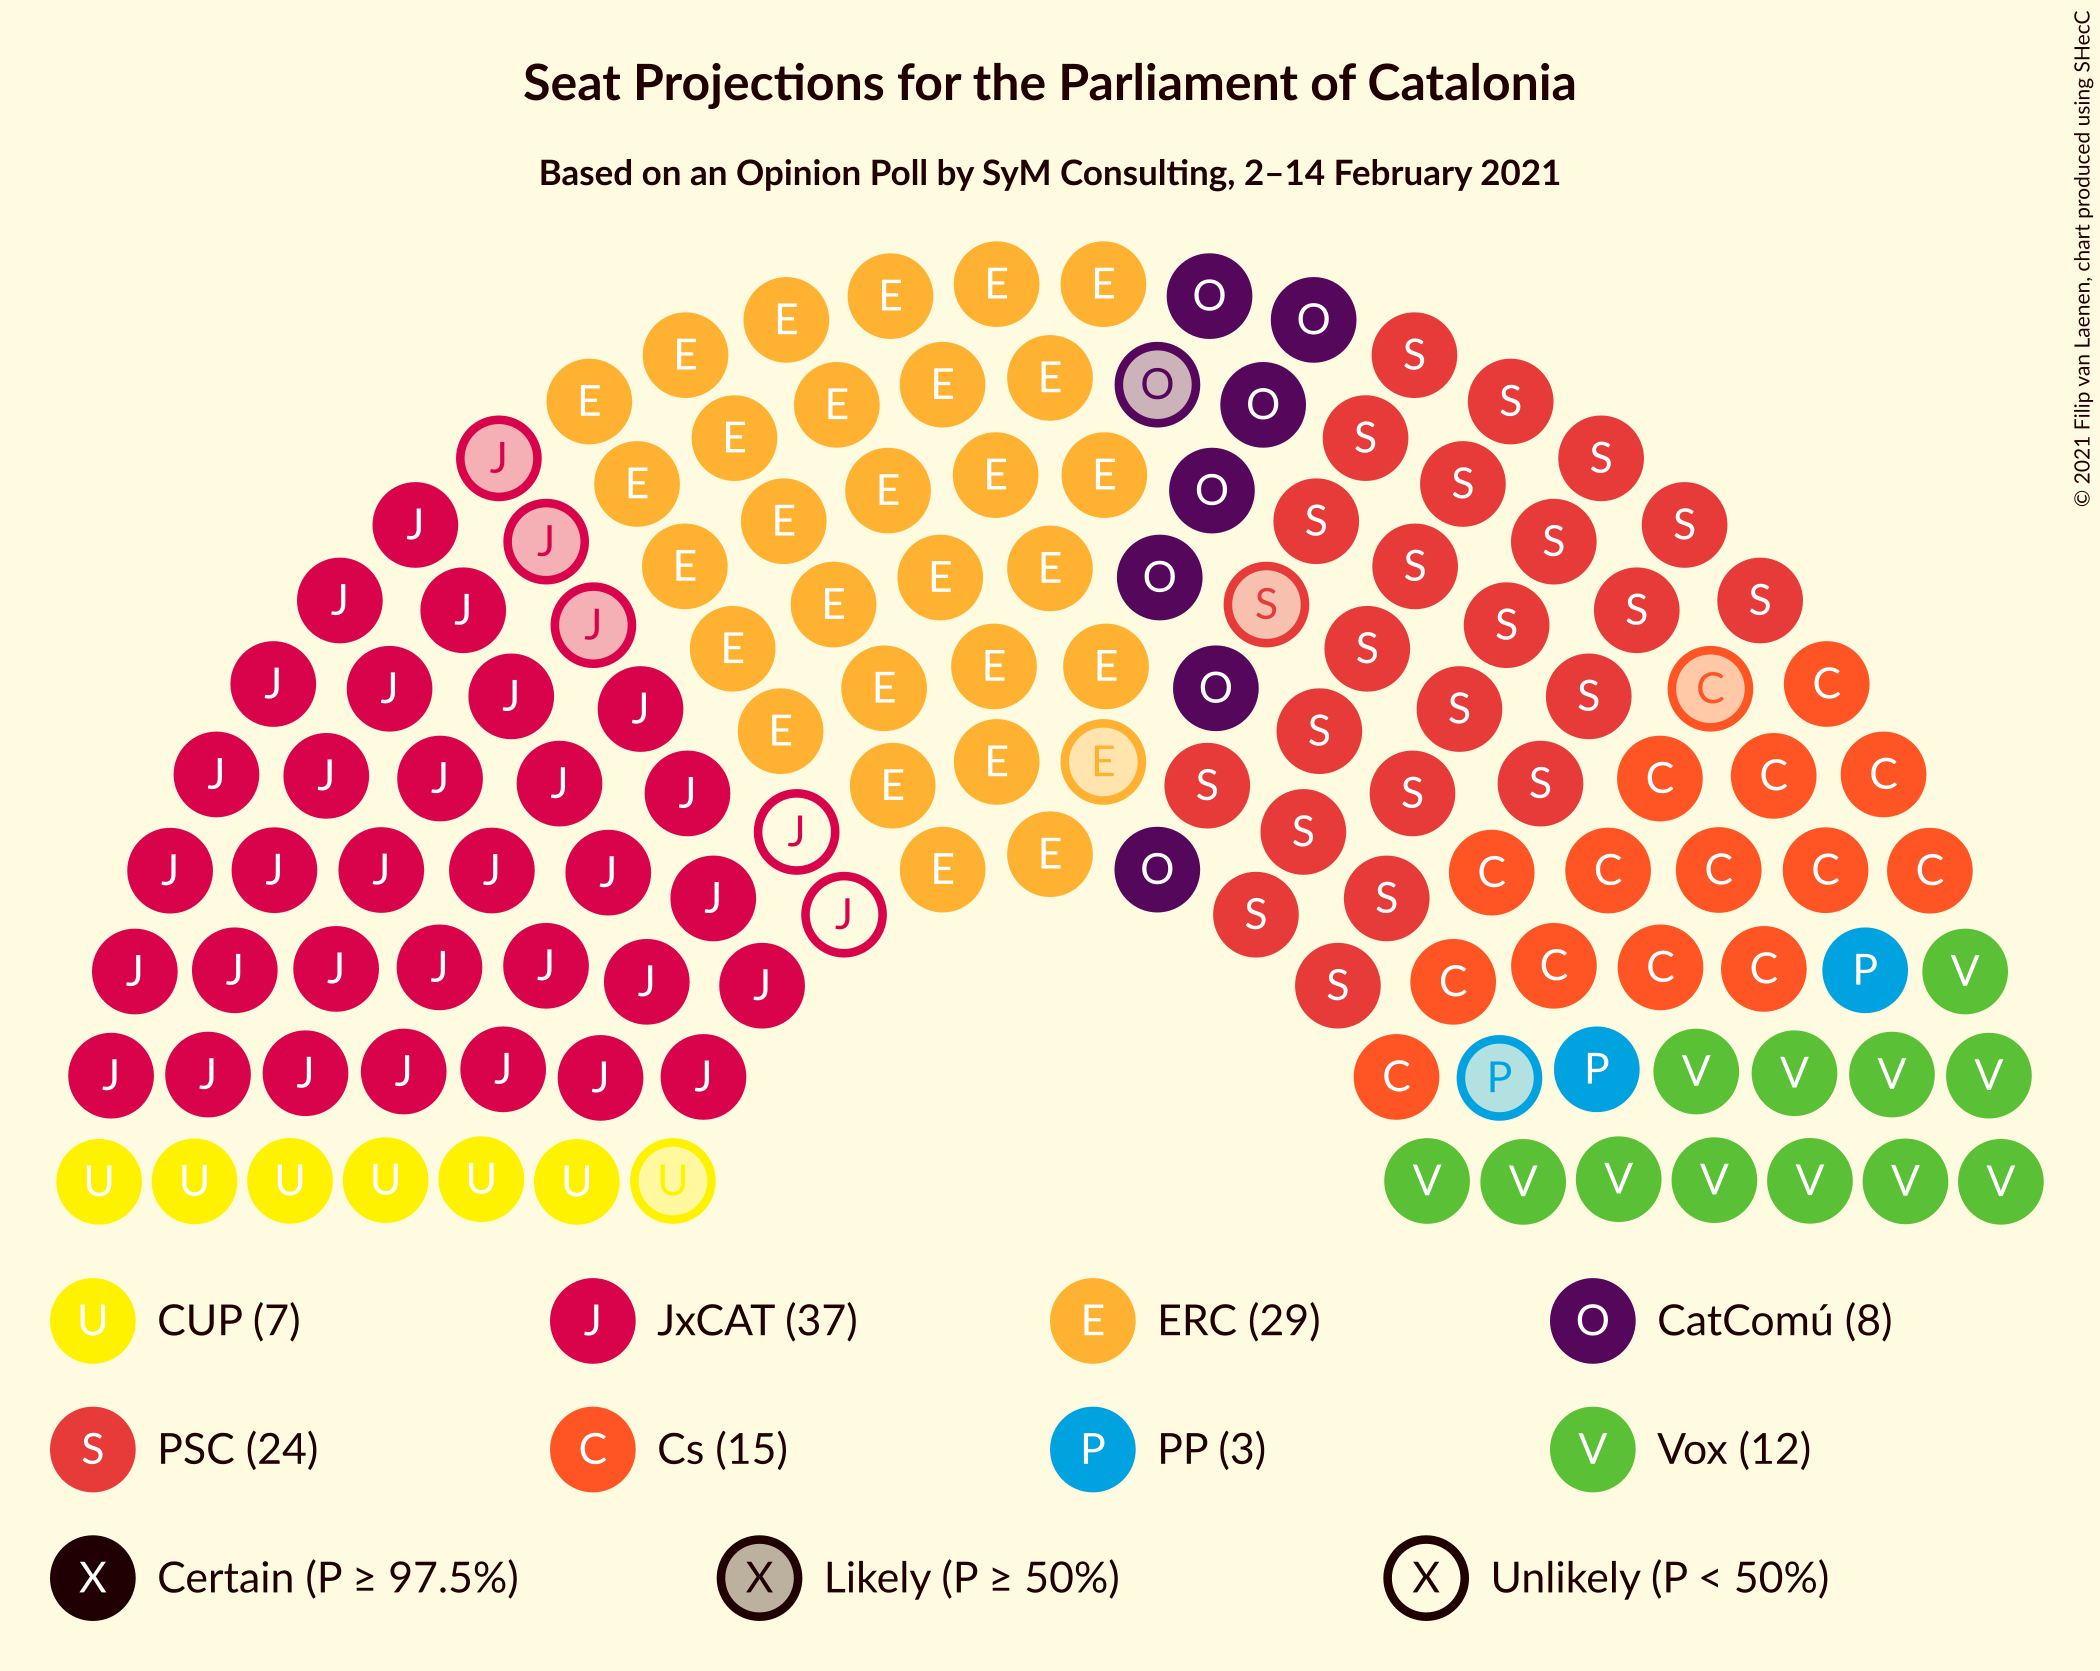 Seat Projections for the Parliament of Catalonia
Based on an Opinion Poll by SyM Consulting, 2–14 February 2021
© 2021 Filip van Laenen, chart produced using SHecC
E E E E O O
E S
E E E E O O S
J E S S
E E E E O S
J J E S S S
E E E O S
J J J E S S S S
E E E S
J J J J E O S S C C
E S
J J J J J E E E S S S C C C
J S
J J J J J J E E O S C C C C C
J S
J J J J J J J S C C C C P V
J J J J J J J C P P V V V V
U U U U U U U V V V V V V V
U CUP (7) J JxCAT (37) E ERC (29) O CatComú (8)
S PSC (24) C Cs (15) P PP (3) V Vox (12)
X Certain (P ≥ 97.5%) X Likely (P ≥ 50%) X Unlikely (P < 50%)